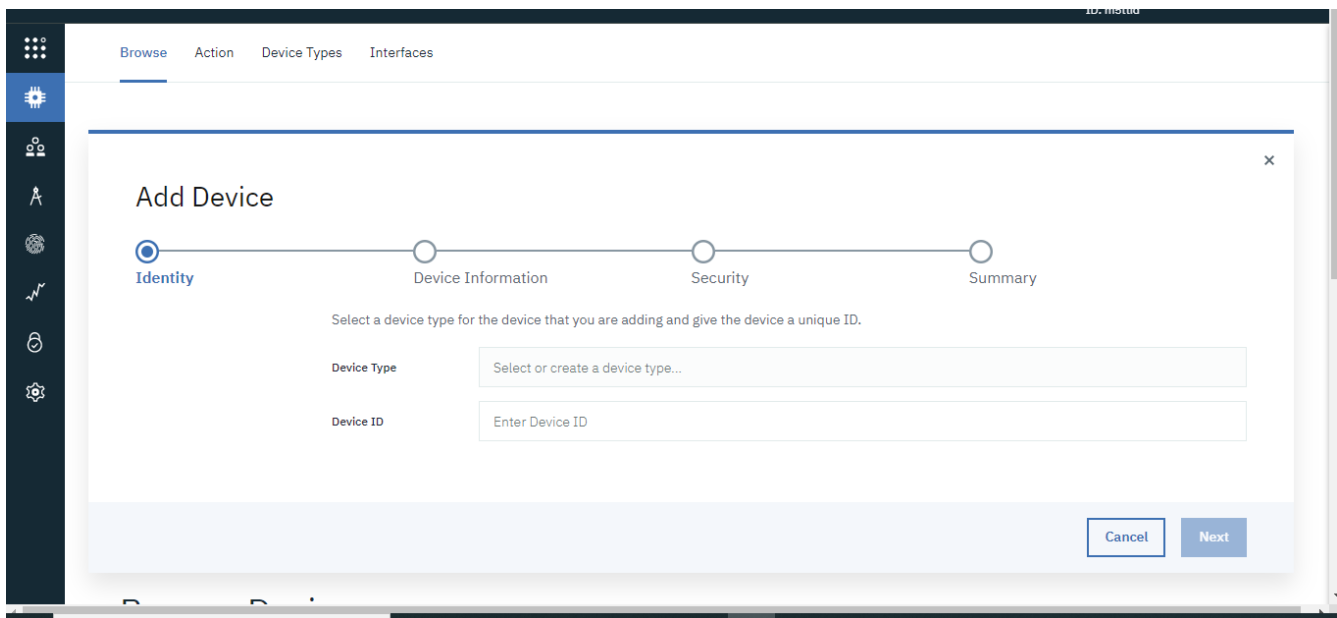 Browse Action Device Types Interfaces
Add Device
Identity Device Information Security Summary
Select a device type for the device that you are adding and give the device a unique ID.
Device Type Select or create a device type...
Device ID Enter Device ID
Cancel Next